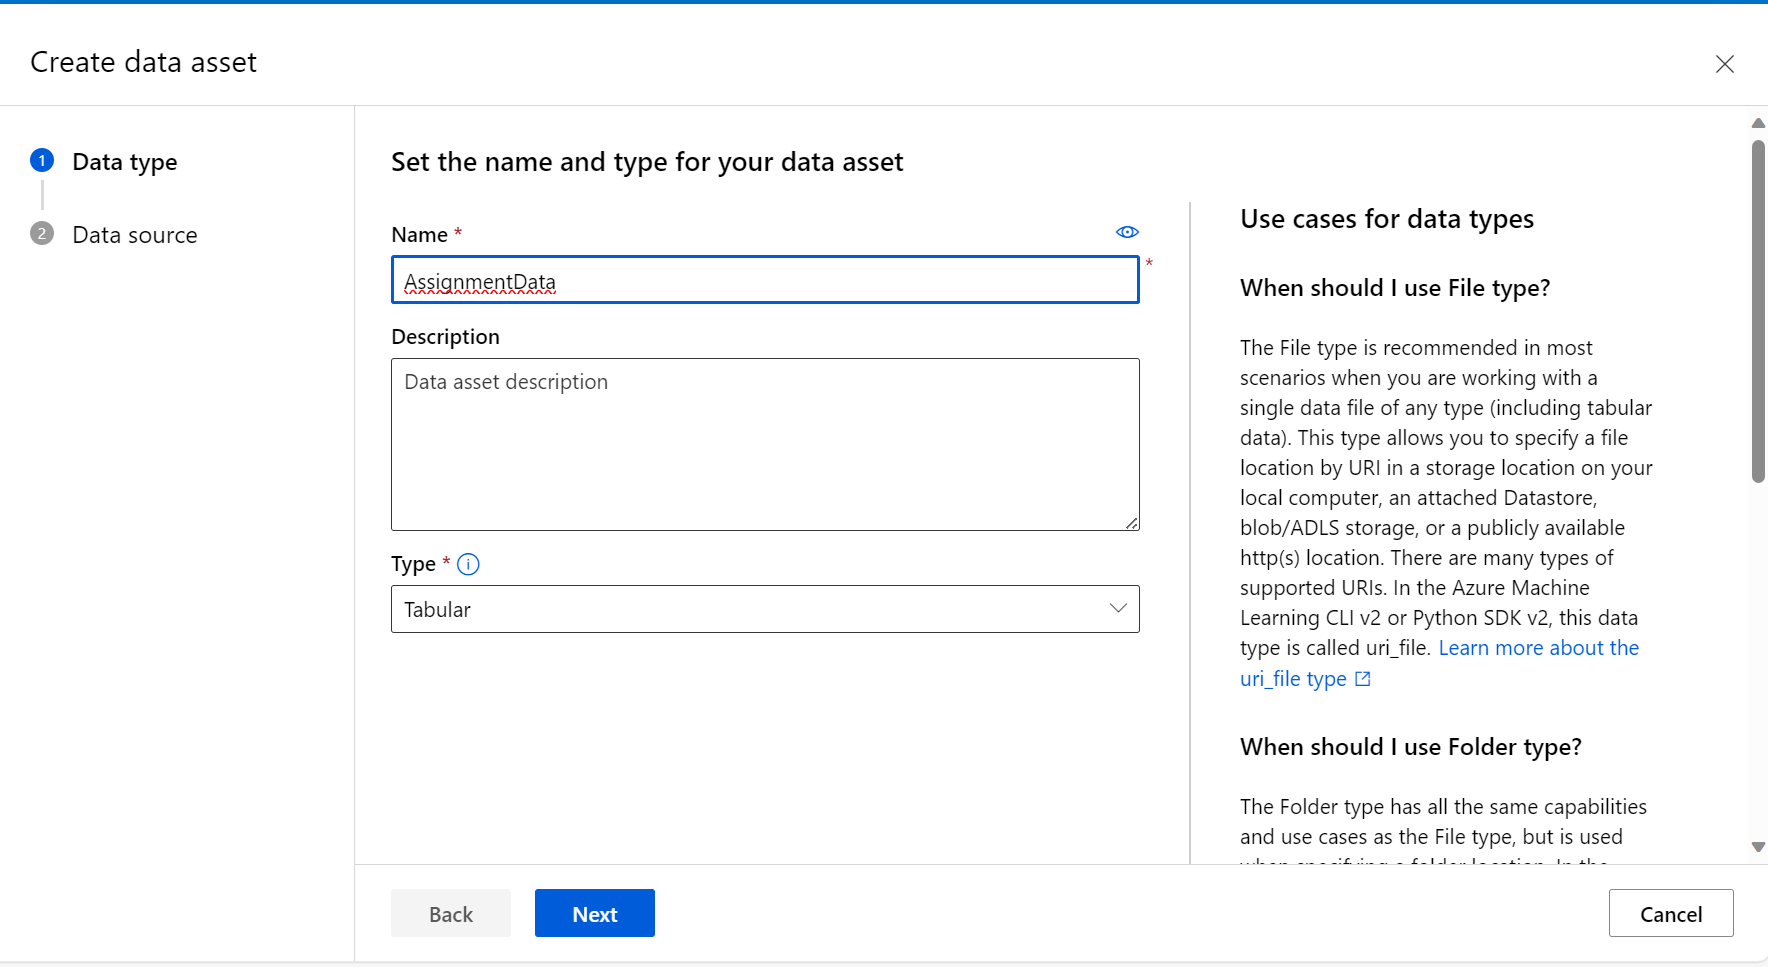 Create data asset
1 Data type
2 Data source
Set the name and type for your data asset
Name *
*
AssignmentData
Description
Data asset description
Type *
Tabular
Use cases for data types
When should I use File type?
The File type is recommended in most
scenarios when you are working with a
single data file of any type (including tabular
data). This type allows you to specify a file
location by URI in a storage location on your
local computer, an attached Datastore,
blob/ADLS storage, or a publicly available
http(s) location. There are many types of
supported URIs. In the Azure Machine
Learning CLI v2 or Python SDK v2, this data
type is called uri_file. Learn more about the
uri_file type
When should I use Folder type?
The Folder type has all the same capabilities
and use cases as the File type, but is used
when specifying a folder location. In the
Back
Next
Cancel